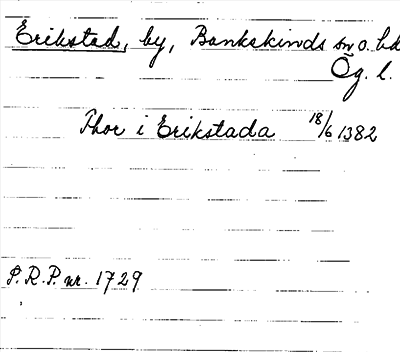 Erikstad, by, Bankekinds sn o. hd
Ög. l.
Thor i Erikstada 18/6 1382
P.R.P. nr. 1729